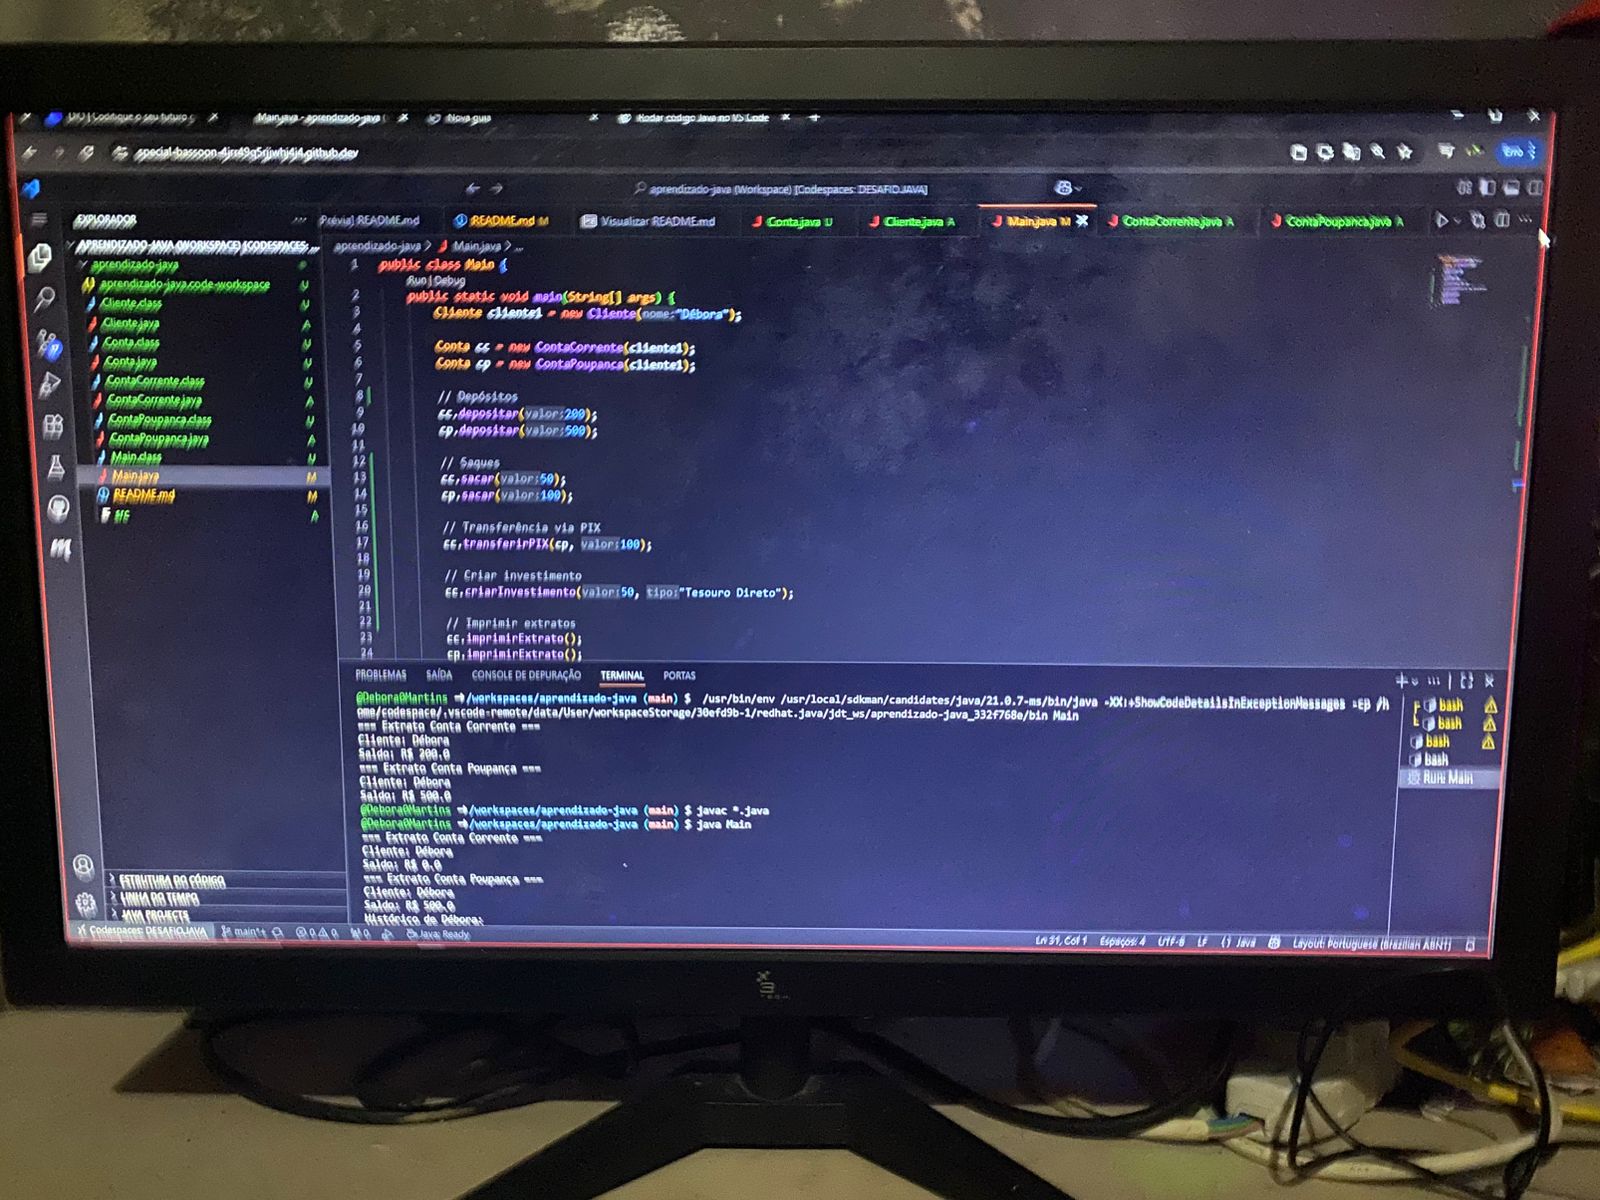 DIO | Codifique o seu futuro g
Main.java - aprendizado-java (
Nova guia
Rodar código Java no VS Code
special-bassoon-4jrr49q5rjjwhj4j4.github.dev
Erro
aprendizado-java (Workspace) [Codespaces: DESAFIO.JAVA]
EXPLORADOR
Prévia] README.md
README.md M
Visualizar README.md
Conta.java U
Cliente.java A
Main.java M
ContaCorrente.java A
ContaPoupanca.java A
APRENDIZADO-JAVA (WORKSPACE) [CODESPACES: ...
aprendizado-java
aprendizado-java.code-workspace U
Cliente.class U
Cliente.java A
Conta.class U
Conta.java U
ContaCorrente.class U
ContaCorrente.java A
ContaPoupanca.class U
ContaPoupanca.java A
Main.class U
Main.java M
README.md M
src A
ESTRUTURA DO CÓDIGO
LINHA DO TEMPO
JAVA PROJECTS
aprendizado-java > Main.java > ...
1 public class Main {
Run | Debug
2 public static void main(String[] args) {
3 Cliente cliente1 = new Cliente(nome:"Débora");
4
5 Conta cc = new ContaCorrente(cliente1);
6 Conta cp = new ContaPoupanca(cliente1);
7
8 // Depósitos
9 cc.depositar(valor:200);
10 cp.depositar(valor:500);
11
12 // Saques
13 cc.sacar(valor:50);
14 cp.sacar(valor:100);
15
16 // Transferência via PIX
17 cc.transferirPIX(cp, valor:100);
18
19 // Criar investimento
20 cc.criarInvestimento(valor:50, tipo:"Tesouro Direto");
21
22 // Imprimir extratos
23 cc.imprimirExtrato();
24 cp.imprimirExtrato();
PROBLEMAS SAÍDA CONSOLE DE DEPURAÇÃO TERMINAL PORTAS
@Debora0Martins ➜/workspaces/aprendizado-java (main) $ /usr/bin/env /usr/local/sdkman/candidates/java/21.0.7-ms/bin/java -XX:+ShowCodeDetailsInExceptionMessages -cp /h
ome/codespace/.vscode-remote/data/User/workspaceStorage/30efd9b-1/redhat.java/jdt_ws/aprendizado-java_332f768e/bin Main
=== Extrato Conta Corrente ===
Cliente: Débora
Saldo: R$ 200.0
=== Extrato Conta Poupança ===
Cliente: Débora
Saldo: R$ 500.0
@Debora0Martins ➜/workspaces/aprendizado-java (main) $ javac *.java
@Debora0Martins ➜/workspaces/aprendizado-java (main) $ java Main
=== Extrato Conta Corrente ===
Cliente: Débora
Saldo: R$ 0.0
=== Extrato Conta Poupança ===
Cliente: Débora
Saldo: R$ 500.0
Histórico de Débora:
bash
bash
bash
bash
Run: Main
Codespaces: DESAFIO.JAVA main*+ 0 0 0 Java: Ready
Ln 31, Col 1 Espaços: 4 UTF-8 LF {} Java Layout: Portuguese (Brazilian ABNT)